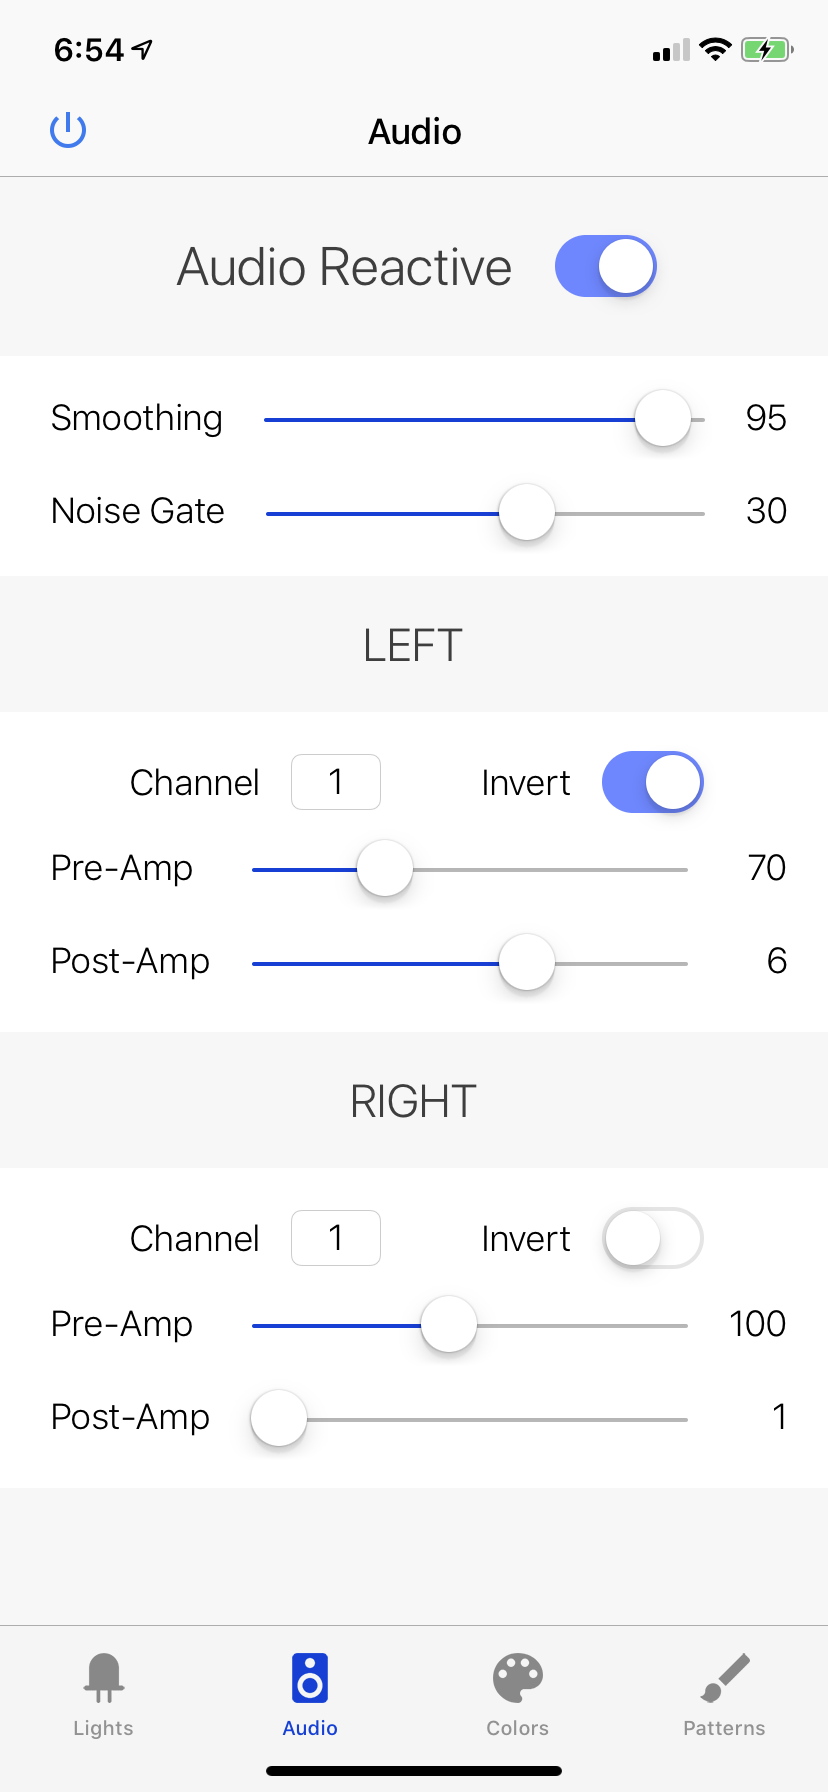 6:54
Audio
Audio Reactive
Smoothing 95
Noise Gate 30
LEFT
Channel 1 Invert
Pre-Amp 70
Post-Amp 6
RIGHT
Channel 1 Invert
Pre-Amp 100
Post-Amp 1
Lights Audio Colors Patterns